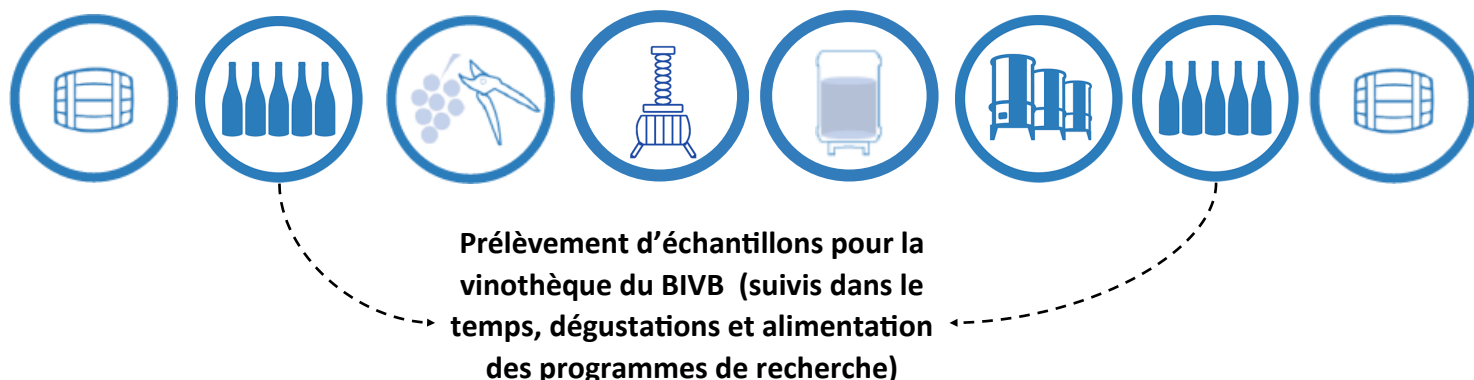 Prélèvement d'échantillons pour la
vinothèque du BIVB (suivis dans le
temps, dégustations et alimentation
des programmes de recherche)